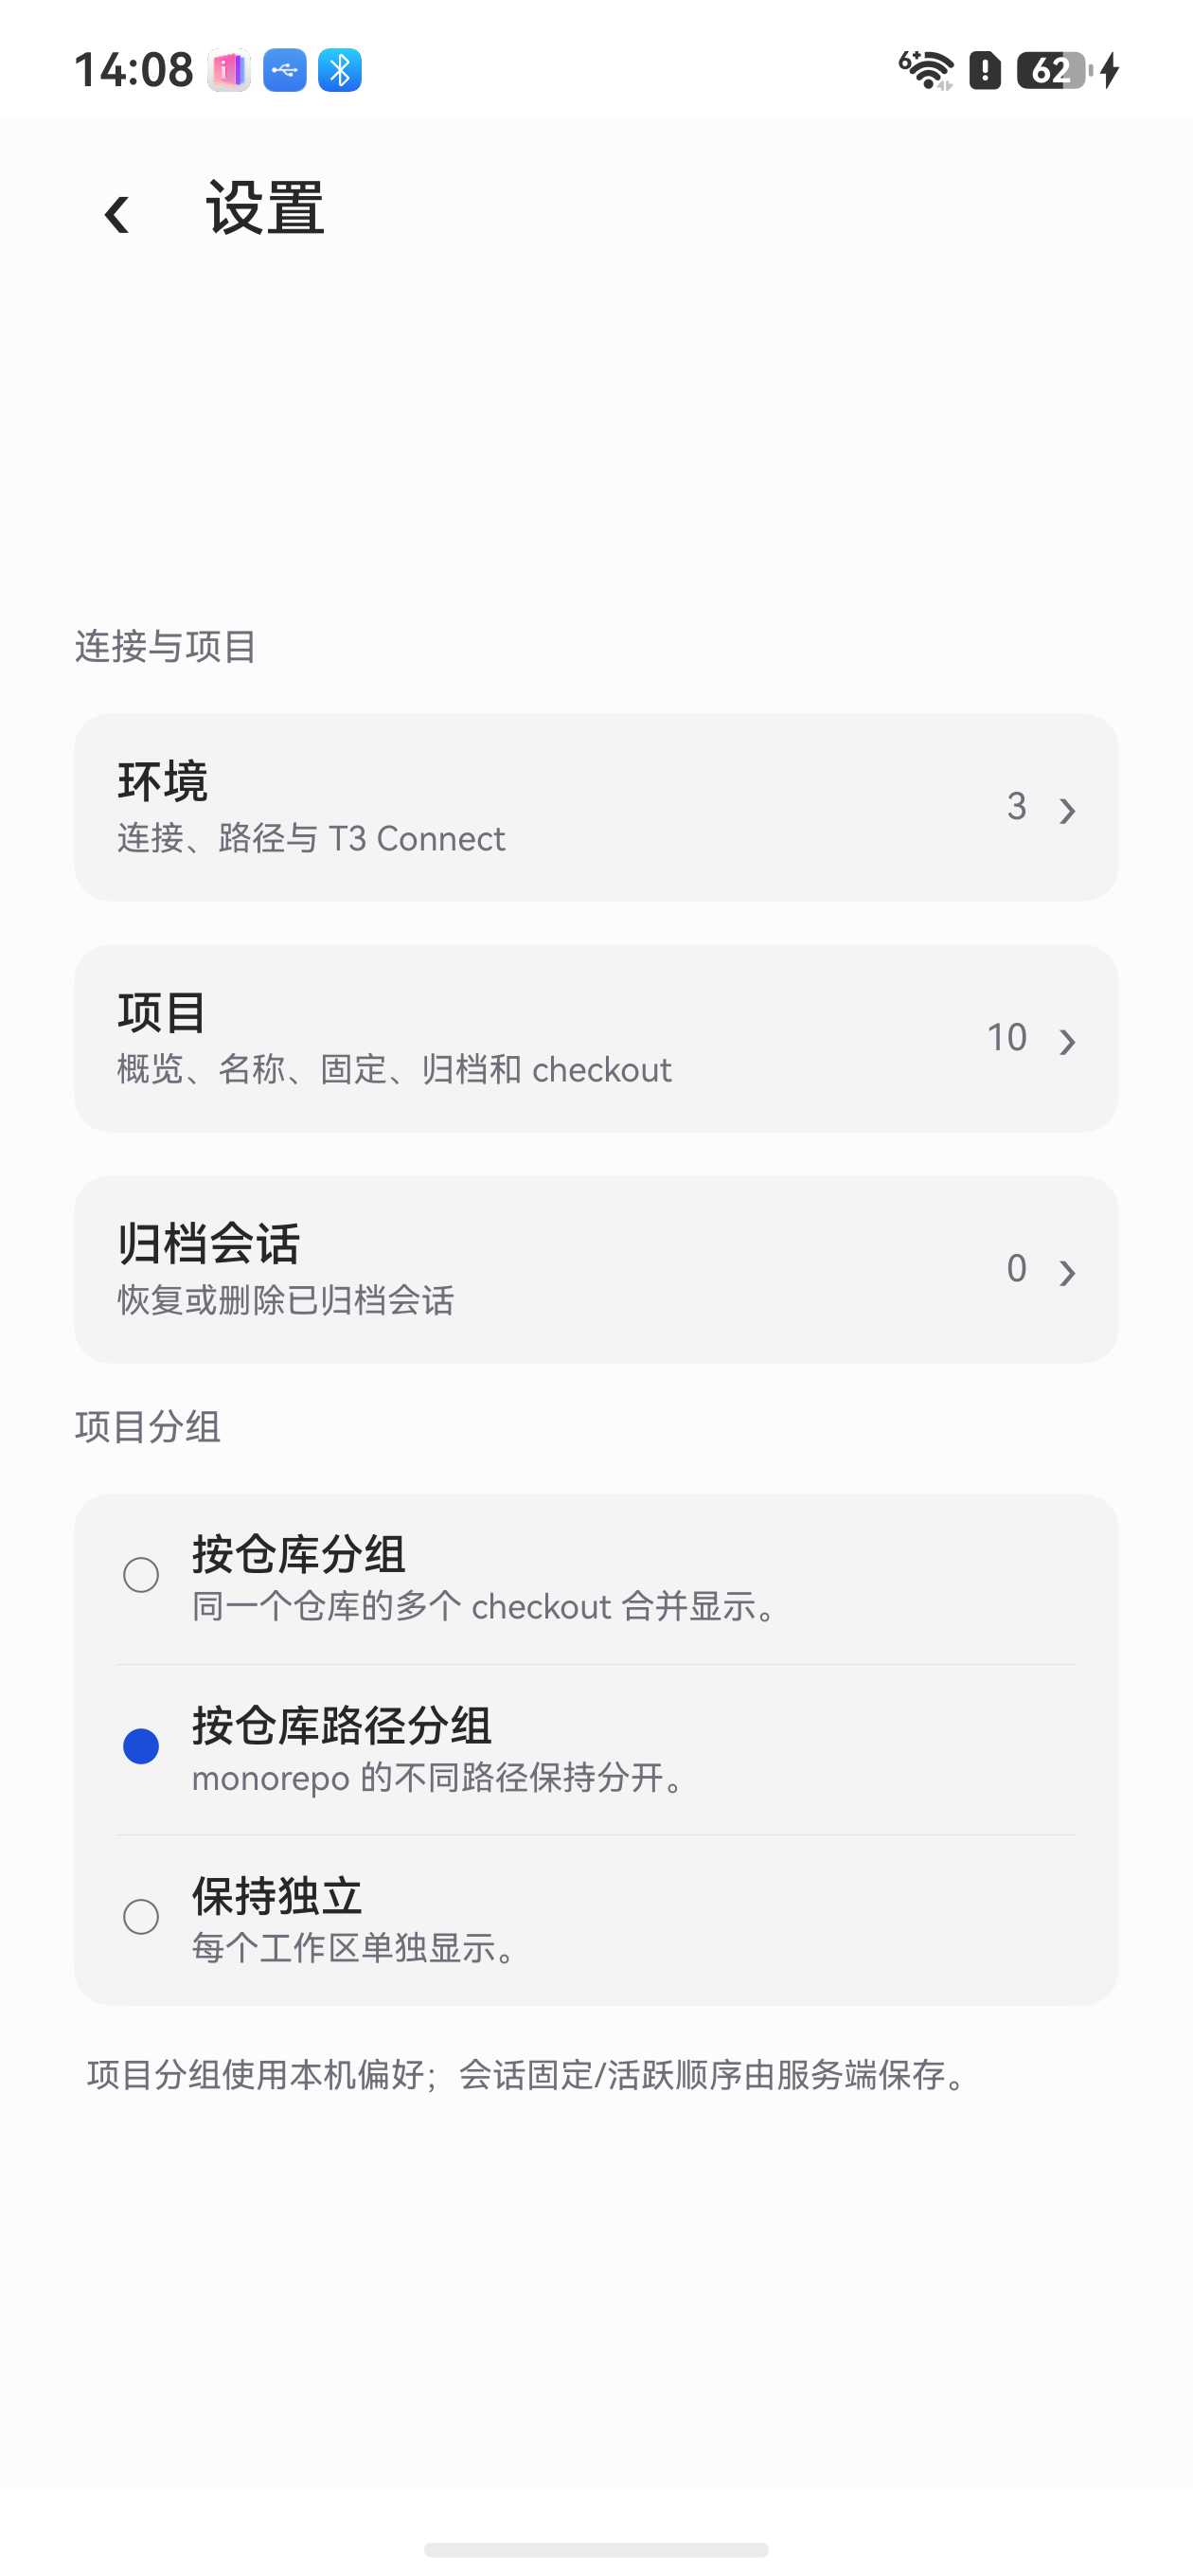 14:08
62
设置
连接与项目
环境
连接、路径与 T3 Connect
3
项目
概览、名称、固定、归档和 checkout
10
归档会话
恢复或删除已归档会话
0
项目分组
按仓库分组
同一个仓库的多个 checkout 合并显示。
按仓库路径分组
monorepo 的不同路径保持分开。
保持独立
每个工作区单独显示。
项目分组使用本机偏好；会话固定/活跃顺序由服务端保存。